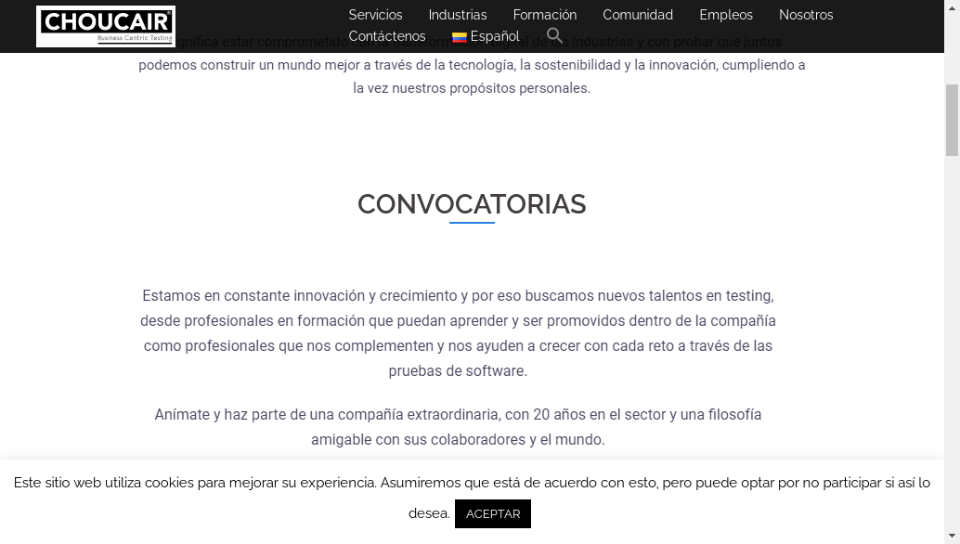 CHOUCAIR
Business Centric Testing
Servicios Industrias Formación Comunidad Empleos Nosotros
Contáctenos Español
significa estar comprometido con la transformación digital de las industrias y con probar que juntos
podemos construir un mundo mejor a través de la tecnología, la sostenibilidad y la innovación, cumpliendo a
la vez nuestros propósitos personales.
CONVOCATORIAS
Estamos en constante innovación y crecimiento y por eso buscamos nuevos talentos en testing,
desde profesionales en formación que puedan aprender y ser promovidos dentro de la compañía
como profesionales que nos complementen y nos ayuden a crecer con cada reto a través de las
pruebas de software.
Anímate y haz parte de una compañía extraordinaria, con 20 años en el sector y una filosofía
amigable con sus colaboradores y el mundo.
Este sitio web utiliza cookies para mejorar su experiencia. Asumiremos que está de acuerdo con esto, pero puede optar por no participar si así lo
desea. ACEPTAR